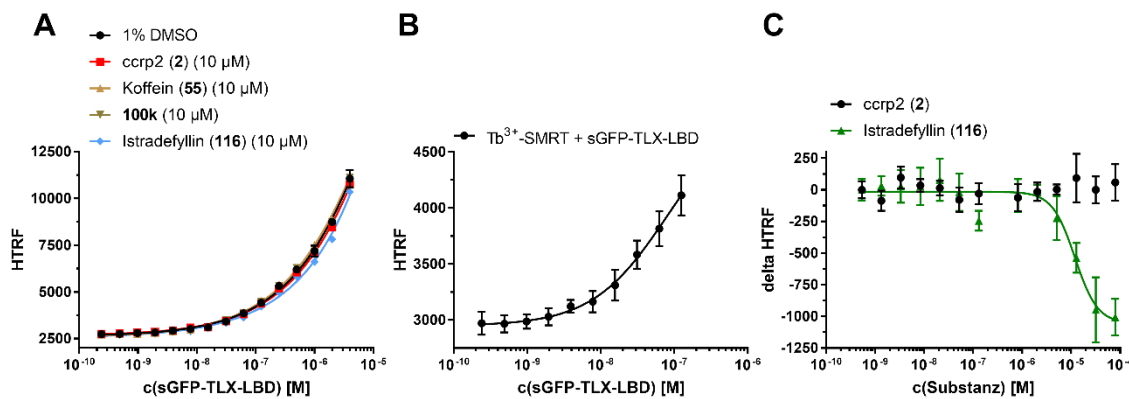 A
1% DMSO
ccrp2 (2) (10 µM)
Koffein (55) (10 µM)
100k (10 µM)
Istradefyllin (116) (10 µM)
HTRF
12500
10000
7500
5000
2500
10⁻¹⁰ 10⁻⁹ 10⁻⁸ 10⁻⁷ 10⁻⁶ 10⁻⁵
c(sGFP-TLX-LBD) [M]
B
Tb³⁺-SMRT + sGFP-TLX-LBD
HTRF
4500
4000
3500
3000
10⁻¹⁰ 10⁻⁹ 10⁻⁸ 10⁻⁷ 10⁻⁶
c(sGFP-TLX-LBD) [M]
C
ccrp2 (2)
Istradefyllin (116)
delta HTRF
250
0
-250
-500
-750
-1000
-1250
10⁻¹⁰ 10⁻⁹ 10⁻⁸ 10⁻⁷ 10⁻⁶ 10⁻⁵ 10⁻⁴
c(Substanz) [M]